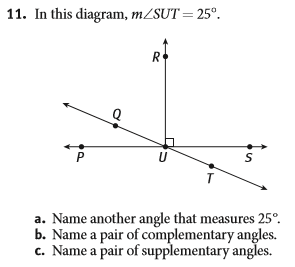 11. In this diagram, m∠SUT = 25°.
R
Q
P
U
S
T
a. Name another angle that measures 25°.
b. Name a pair of complementary angles.
c. Name a pair of supplementary angles.